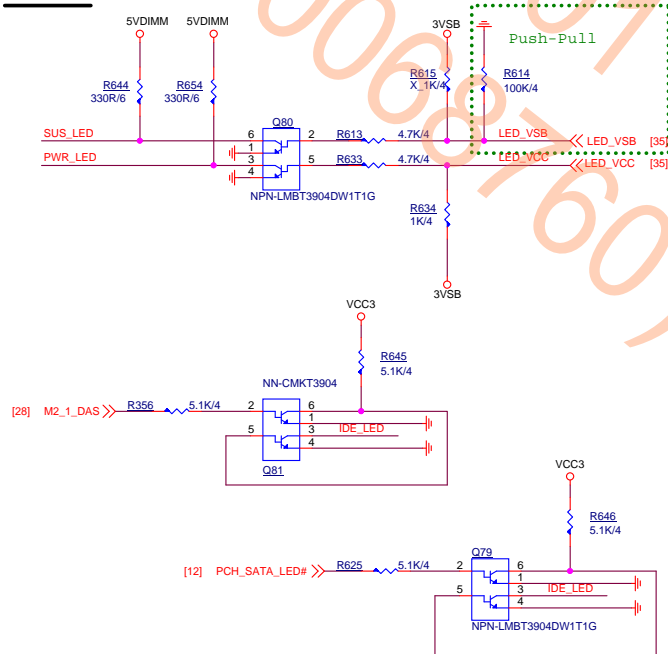 5VDIMM 5VDIMM
3VSB
Push-Pull
R644
330R/6
R654
330R/6
R615
X_1K/4
R614
100K/4
Q80
SUS_LED 6 2 R613 4.7K/4 LED_VSB LED_VSB [35]
1
PWR_LED 3 5 R633 4.7K/4 LED_VCC LED_VCC [35]
4
NPN-LMBT3904DW1T1G
R634
1K/4
3VSB
VCC3
R645
5.1K/4
NN-CMKT3904
[28] M2_1_DAS R356 5.1K/4 2 6
1
5 3 IDE_LED
4
Q81
VCC3
R646
5.1K/4
Q79
[12] PCH_SATA_LED# R625 5.1K/4 2 6
1
5 3 IDE_LED
4
NPN-LMBT3904DW1T1G